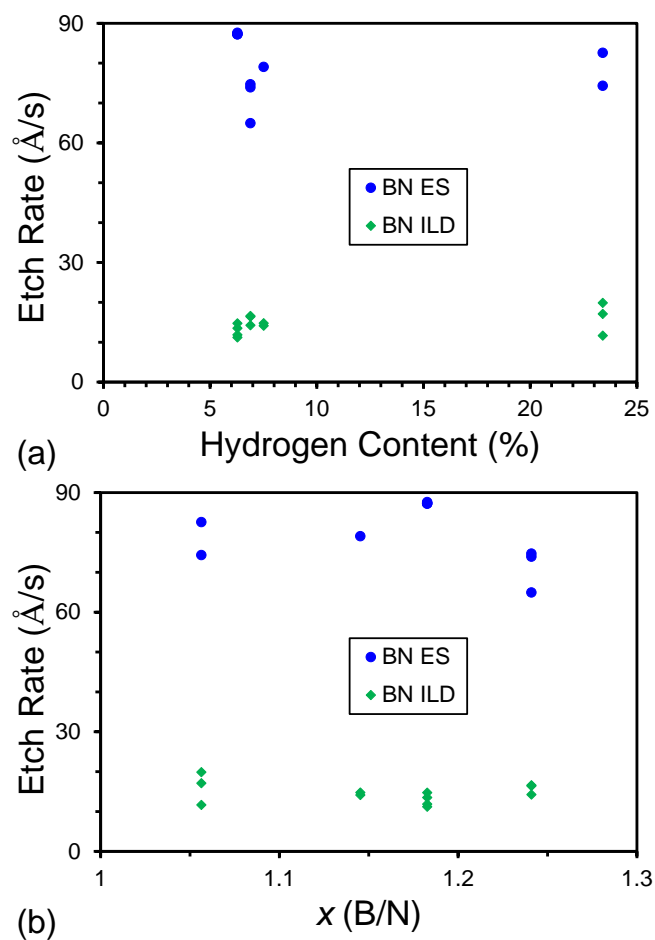 90
60
30
0
Etch Rate (Å/s)
BN ES
BN ILD
0 5 10 15 20 25
Hydrogen Content (%)
(a)
90
60
30
0
Etch Rate (Å/s)
BN ES
BN ILD
1 1.1 1.2 1.3
x (B/N)
(b)